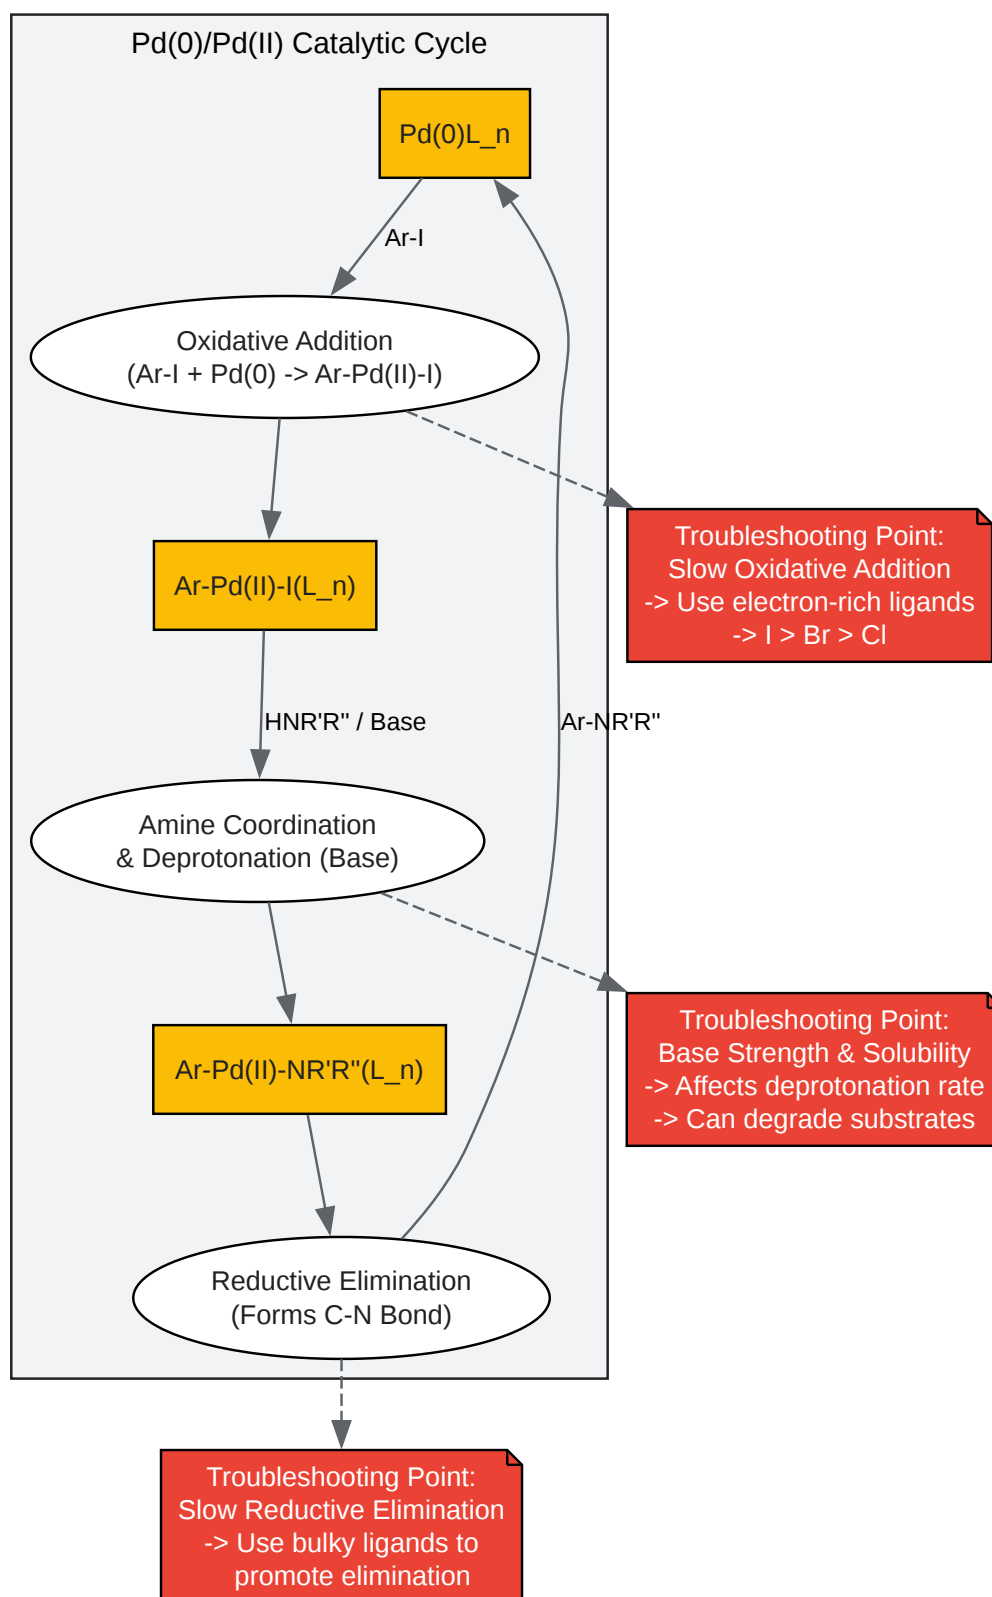 Pd(0)/Pd(II) Catalytic Cycle
Pd(0)L_n
Ar-I
Oxidative Addition
(Ar-I + Pd(0) -> Ar-Pd(II)-I)
Troubleshooting Point:
Slow Oxidative Addition
-> Use electron-rich ligands
-> I > Br > Cl
Ar-Pd(II)-I(L_n)
HNR'R'' / Base
Ar-NR'R''
Amine Coordination
& Deprotonation (Base)
Troubleshooting Point:
Base Strength & Solubility
-> Affects deprotonation rate
-> Can degrade substrates
Ar-Pd(II)-NR'R''(L_n)
Reductive Elimination
(Forms C-N Bond)
Troubleshooting Point:
Slow Reductive Elimination
-> Use bulky ligands to
promote elimination